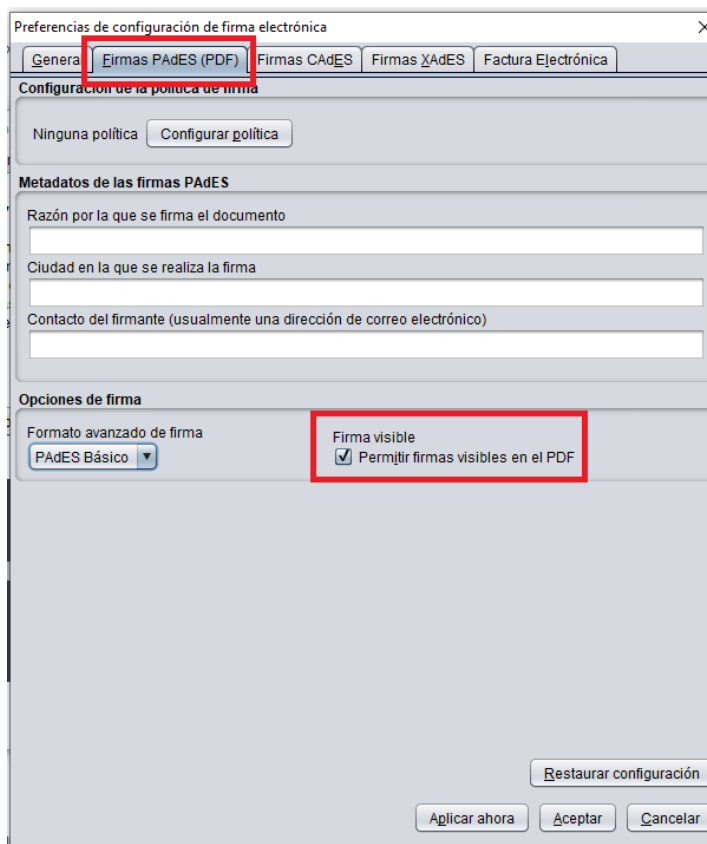 Preferencias de configuración de firma electrónica
General Firmas PAdES (PDF) Firmas CAdES Firmas XAdES Factura Electrónica
Configuración de la política de firma
Ninguna política Configurar política
Metadatos de las firmas PAdES
Razón por la que se firma el documento
Ciudad en la que se realiza la firma
Contacto del firmante (usualmente una dirección de correo electrónico)
Opciones de firma
Formato avanzado de firma
Firma visible
PAdES Básico Permitir firmas visibles en el PDF
Restaurar configuración
Aplicar ahora Aceptar Cancelar